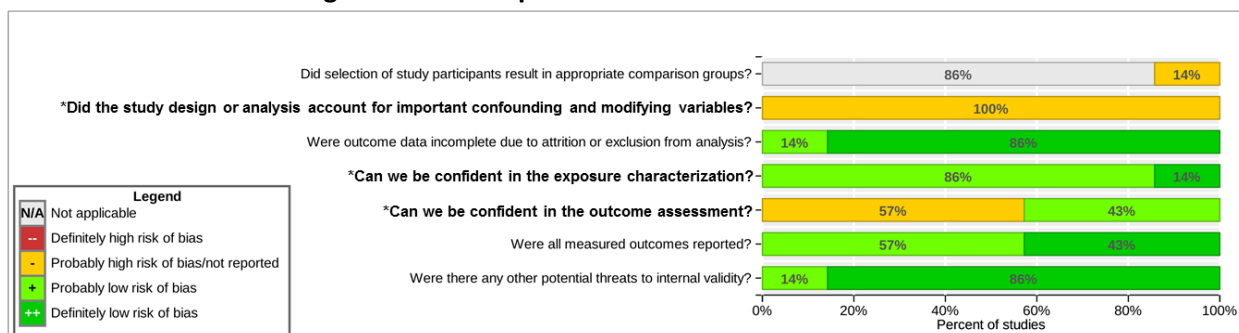 Did selection of study participants result in appropriate comparison groups?
86%
14%
*Did the study design or analysis account for important confounding and modifying variables?
100%
Were outcome data incomplete due to attrition or exclusion from analysis?
14%
86%
*Can we be confident in the exposure characterization?
86%
14%
*Can we be confident in the outcome assessment?
57%
43%
Were all measured outcomes reported?
57%
43%
Were there any other potential threats to internal validity?
14%
86%
0%
20%
40%
60%
80%
100%
Percent of studies
Legend
N/A Not applicable
-- Definitely high risk of bias
- Probably high risk of bias/not reported
+ Probably low risk of bias
++ Definitely low risk of bias